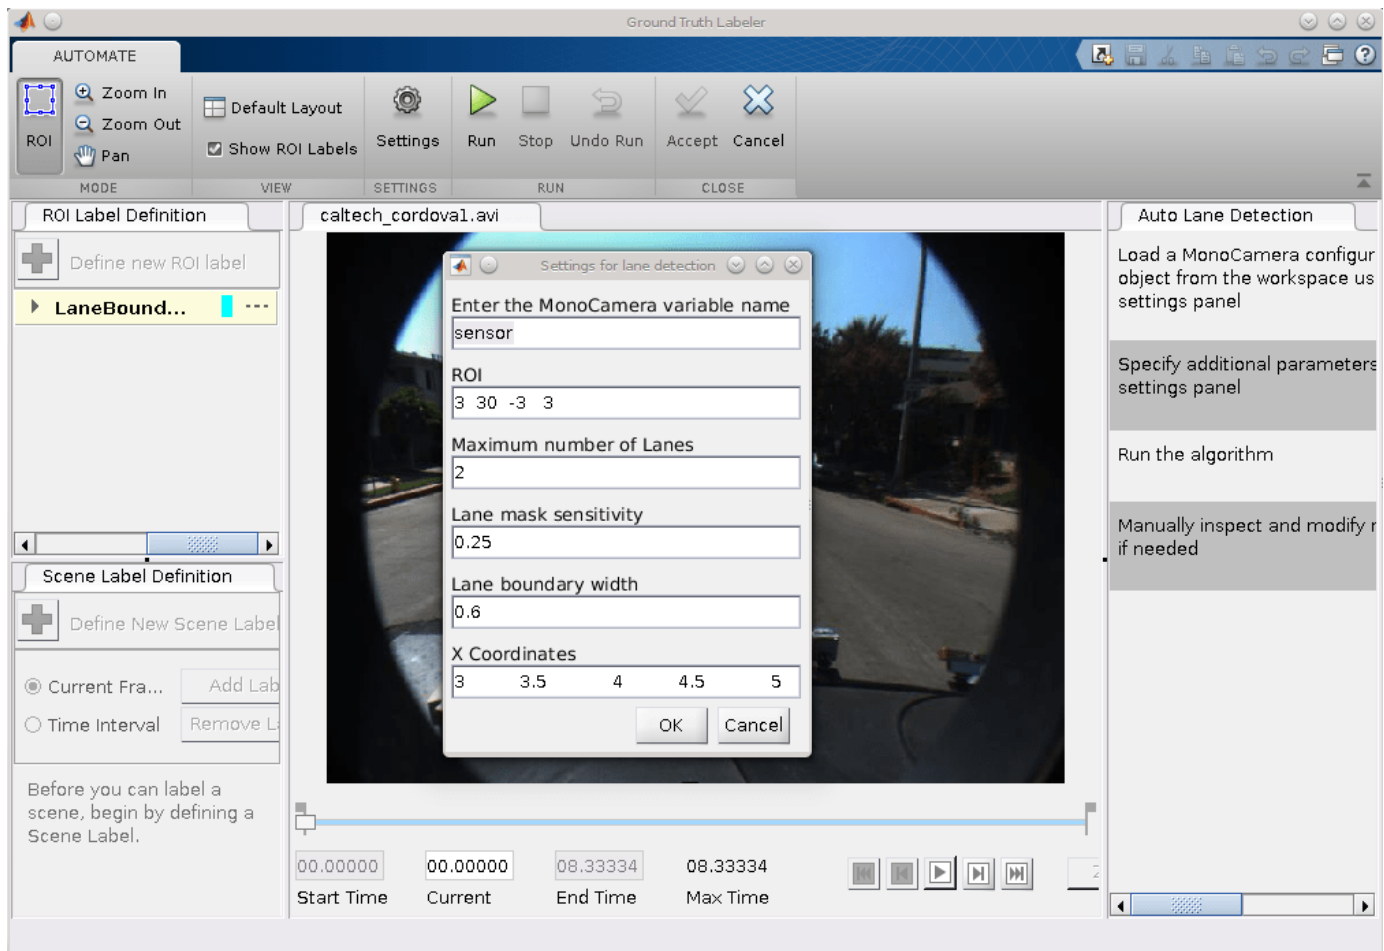 Ground Truth Labeler
AUTOMATE
ROI
Zoom In
Zoom Out
Pan
MODE
Default Layout
Show ROI Labels
VIEW
Settings
SETTINGS
Run
Stop
Undo Run
RUN
Accept
Cancel
CLOSE
ROI Label Definition
Define new ROI label
LaneBound...
Scene Label Definition
Define New Scene Label
Current Fra...
Add Lab
Time Interval
Remove La
Before you can label a
scene, begin by defining a
Scene Label.
caltech_cordova1.avi
Settings for lane detection
Enter the MonoCamera variable name
sensor
ROI
3 30 -3 3
Maximum number of Lanes
2
Lane mask sensitivity
0.25
Lane boundary width
0.6
X Coordinates
3 3.5 4 4.5 5
OK
Cancel
00.00000
00.00000
08.33334
08.33334
Start Time
Current
End Time
Max Time
Auto Lane Detection
Load a MonoCamera configur
object from the workspace us
settings panel
Specify additional parameters
settings panel
Run the algorithm
Manually inspect and modify r
if needed